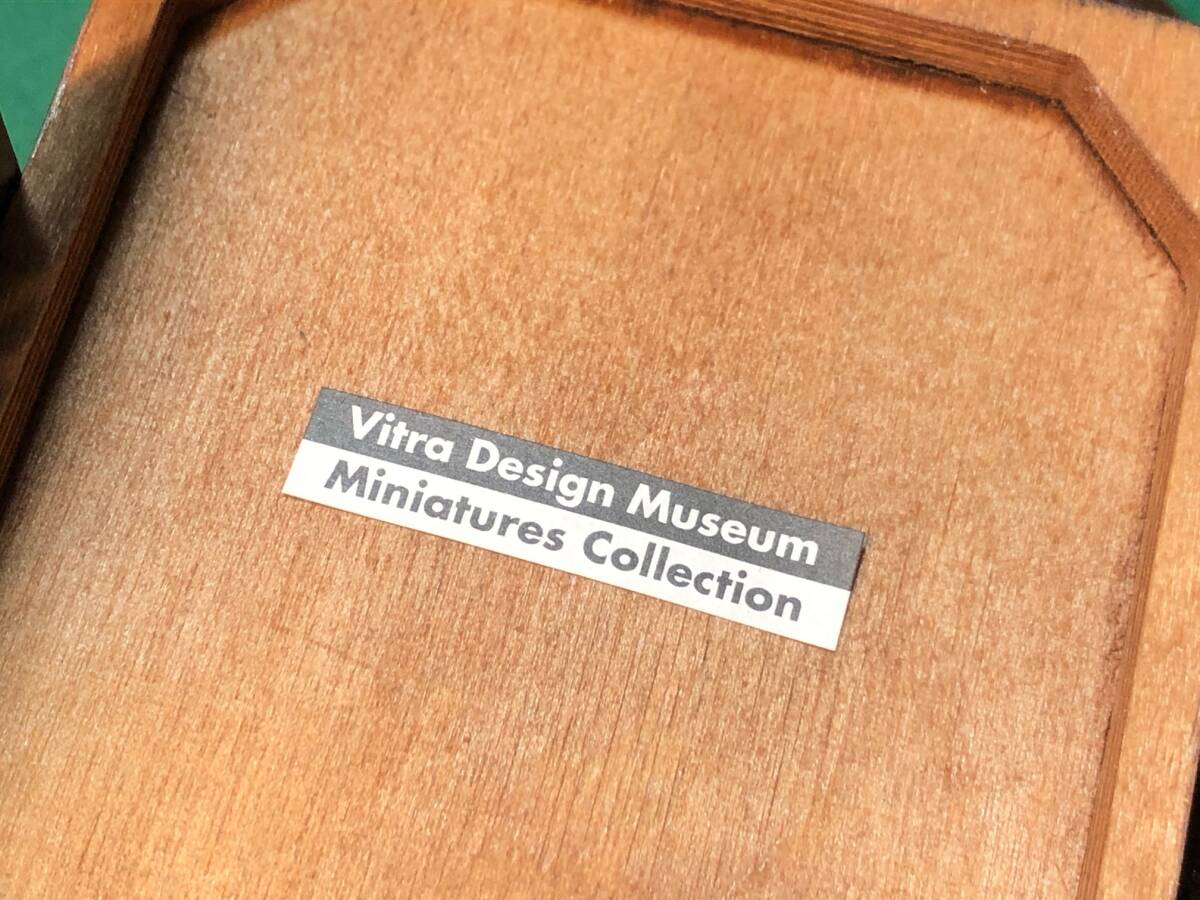 Vitra Design Museum
Miniatures Collection